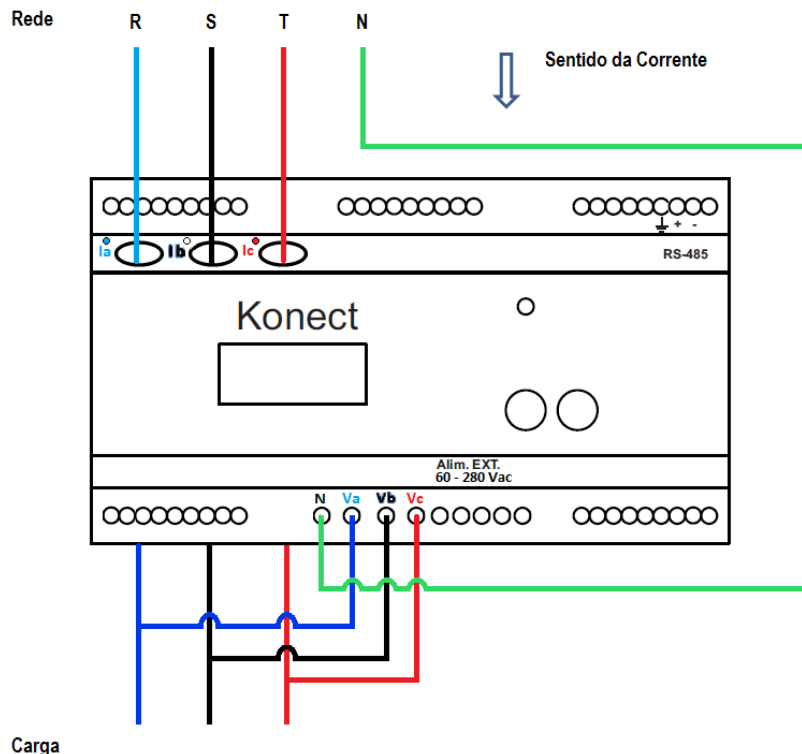 Rede R S T N
Sentido da Corrente
+ -
Ia Ib Ic RS-485
Konect
Alim. EXT.
60 - 280 Vac
N Va Vb Vc
Carga